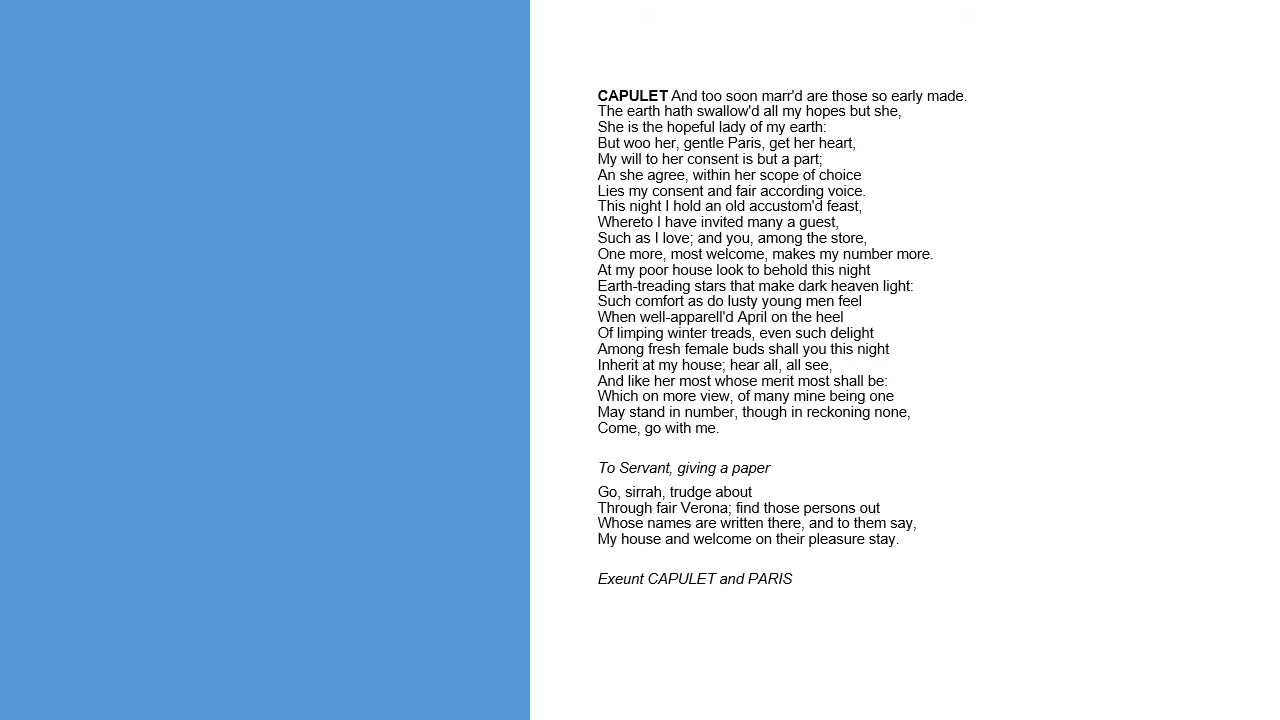 CAPULET And too soon marr'd are those so early made.
The earth hath swallow'd all my hopes but she,
She is the hopeful lady of my earth:
But woo her, gentle Paris, get her heart,
My will to her consent is but a part;
An she agree, within her scope of choice
Lies my consent and fair according voice.
This night I hold an old accustom'd feast,
Whereto I have invited many a guest,
Such as I love; and you, among the store,
One more, most welcome, makes my number more.
At my poor house look to behold this night
Earth-treading stars that make dark heaven light:
Such comfort as do lusty young men feel
When well-apparell'd April on the heel
Of limping winter treads, even such delight
Among fresh female buds shall you this night
Inherit at my house; hear all, all see,
And like her most whose merit most shall be:
Which on more view, of many mine being one
May stand in number, though in reckoning none,
Come, go with me.
To Servant, giving a paper
Go, sirrah, trudge about
Through fair Verona; find those persons out
Whose names are written there, and to them say,
My house and welcome on their pleasure stay.
Exeunt CAPULET and PARIS